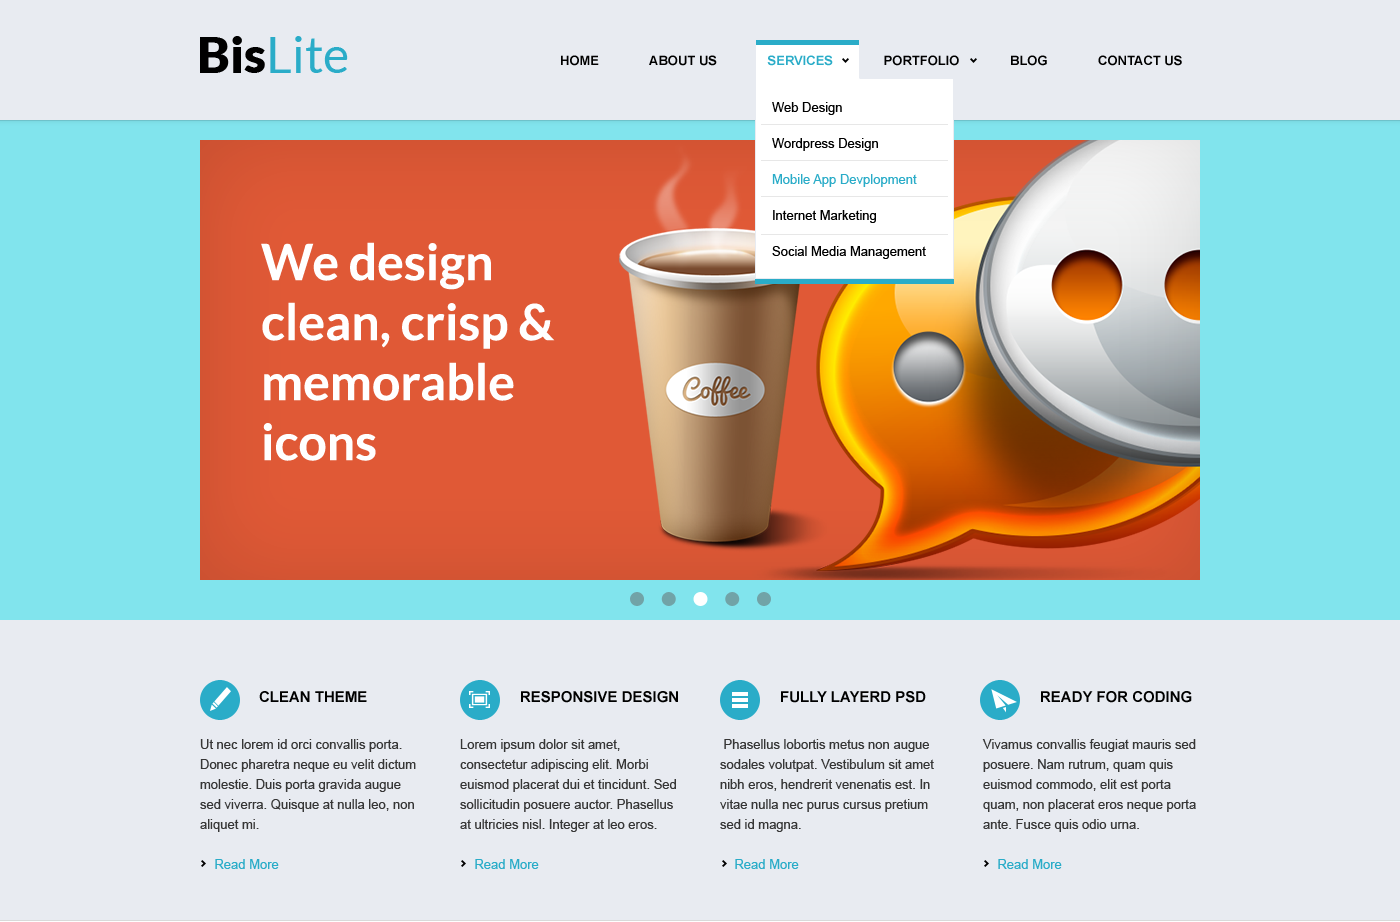 BisLite
HOME ABOUT US SERVICES PORTFOLIO BLOG CONTACT US
Web Design
Wordpress Design
Mobile App Devplopment
Internet Marketing
Social Media Management
We design
clean, crisp &
memorable
icons
Coffee
CLEAN THEME
Ut nec lorem id orci convallis porta.
Donec pharetra neque eu velit dictum
molestie. Duis porta gravida augue
sed viverra. Quisque at nulla leo, non
aliquet mi.
Read More
RESPONSIVE DESIGN
Lorem ipsum dolor sit amet,
consectetur adipiscing elit. Morbi
euismod placerat dui et tincidunt. Sed
sollicitudin posuere auctor. Phasellus
at ultricies nisl. Integer at leo eros.
Read More
FULLY LAYERD PSD
Phasellus lobortis metus non augue
sodales volutpat. Vestibulum sit amet
nibh eros, hendrerit venenatis est. In
vitae nulla nec purus cursus pretium
sed id magna.
Read More
READY FOR CODING
Vivamus convallis feugiat mauris sed
posuere. Nam rutrum, quam quis
euismod commodo, elit est porta
quam, non placerat eros neque porta
ante. Fusce quis odio urna.
Read More